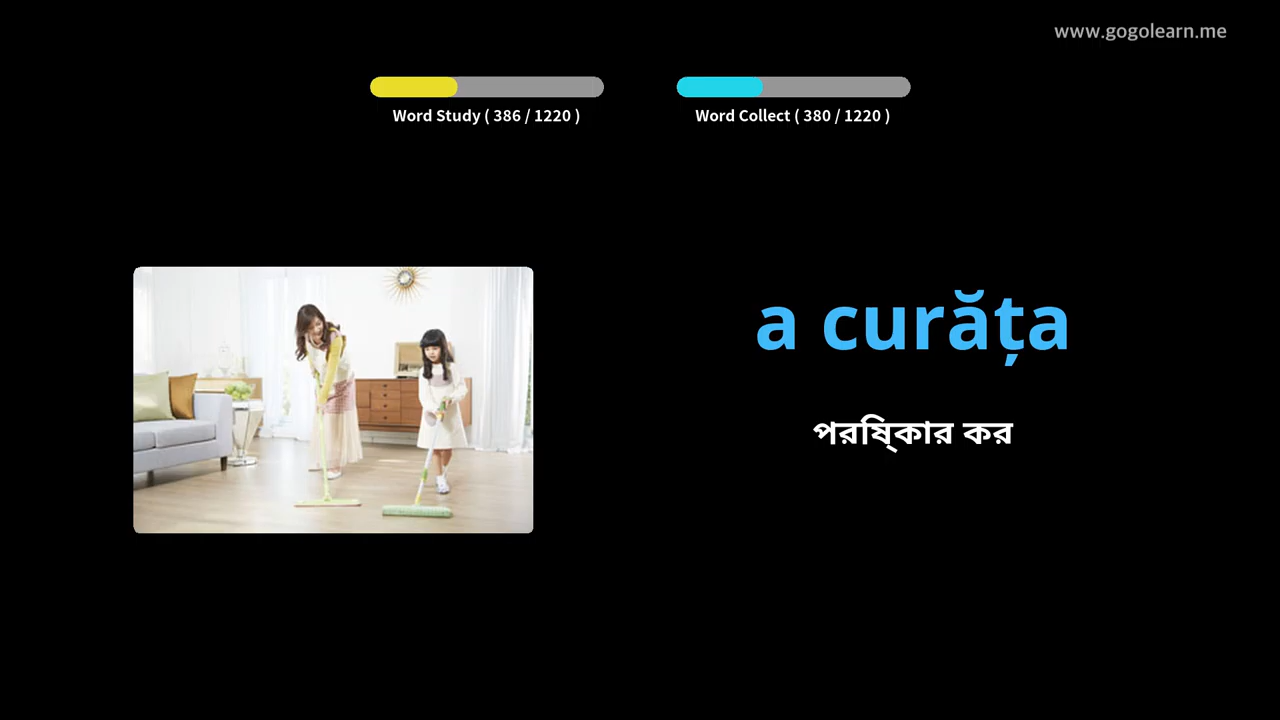 www.gogolearn.me
Word Study ( 386 / 1220 )
Word Collect ( 380 / 1220 )
a curăța
পরষ্কিার কর